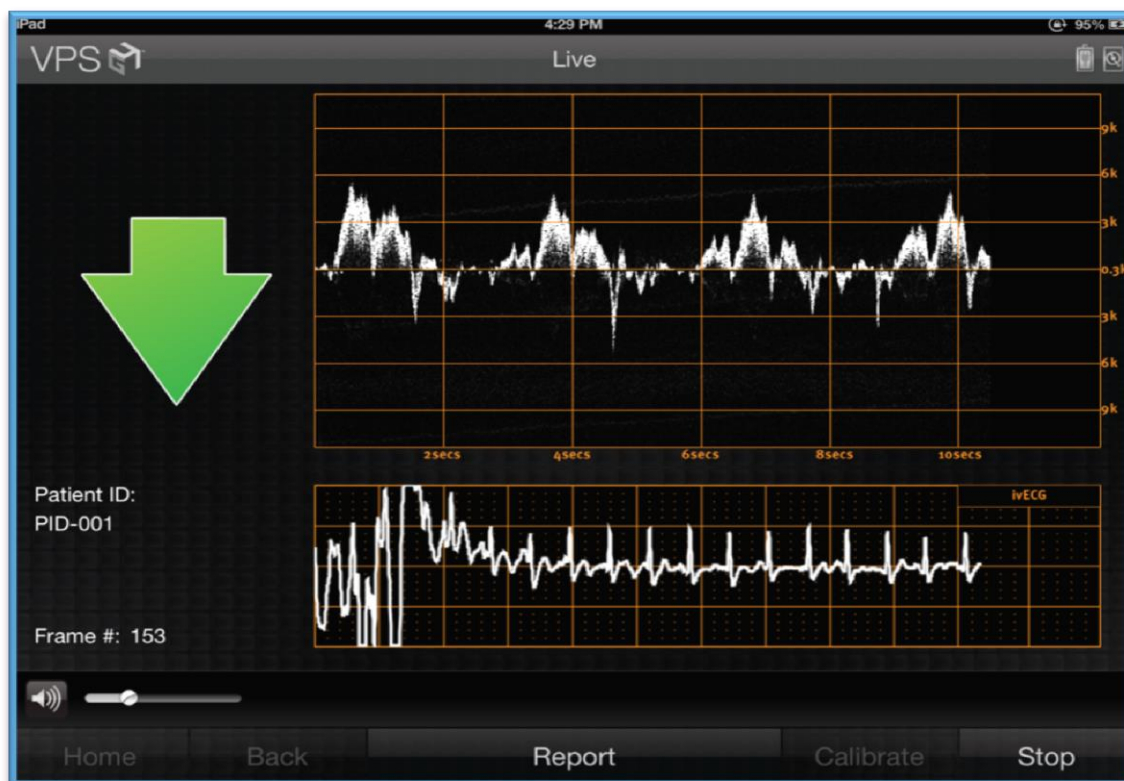 iPad 4:29 PM 95%
VPS G4™ Live
9k
6k
3k
0.3k
3k
6k
9k
2secs 4secs 6secs 8secs 10secs
Patient ID:
PID-001
ivECG
Frame #: 153
Home Back Report Calibrate Stop